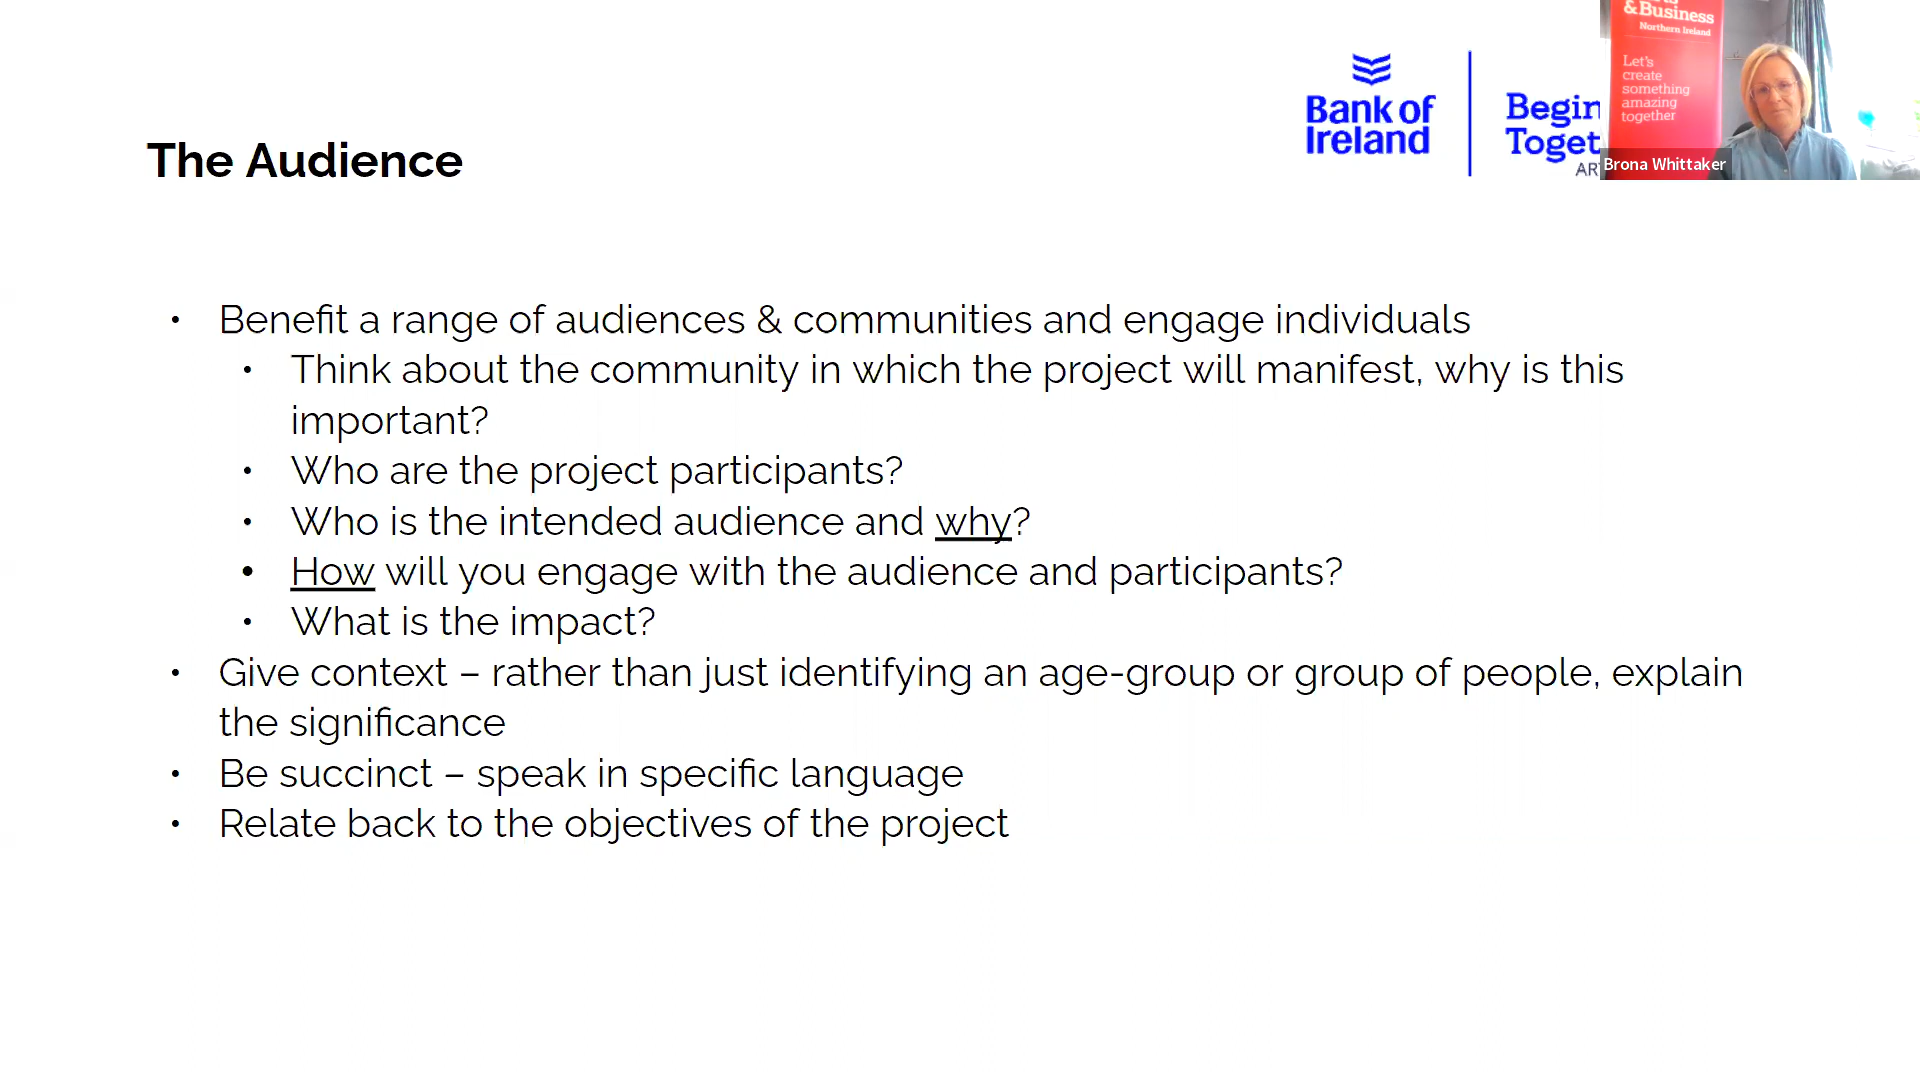 & Business
Northern Ireland
Let's
create
something
amazing
together
Brona Whittaker
Bank of
Ireland
Begin
Toget
AR
The Audience
• Benefit a range of audiences & communities and engage individuals
• Think about the community in which the project will manifest, why is this
important?
• Who are the project participants?
• Who is the intended audience and why?
• How will you engage with the audience and participants?
• What is the impact?
• Give context – rather than just identifying an age-group or group of people, explain
the significance
• Be succinct – speak in specific language
• Relate back to the objectives of the project